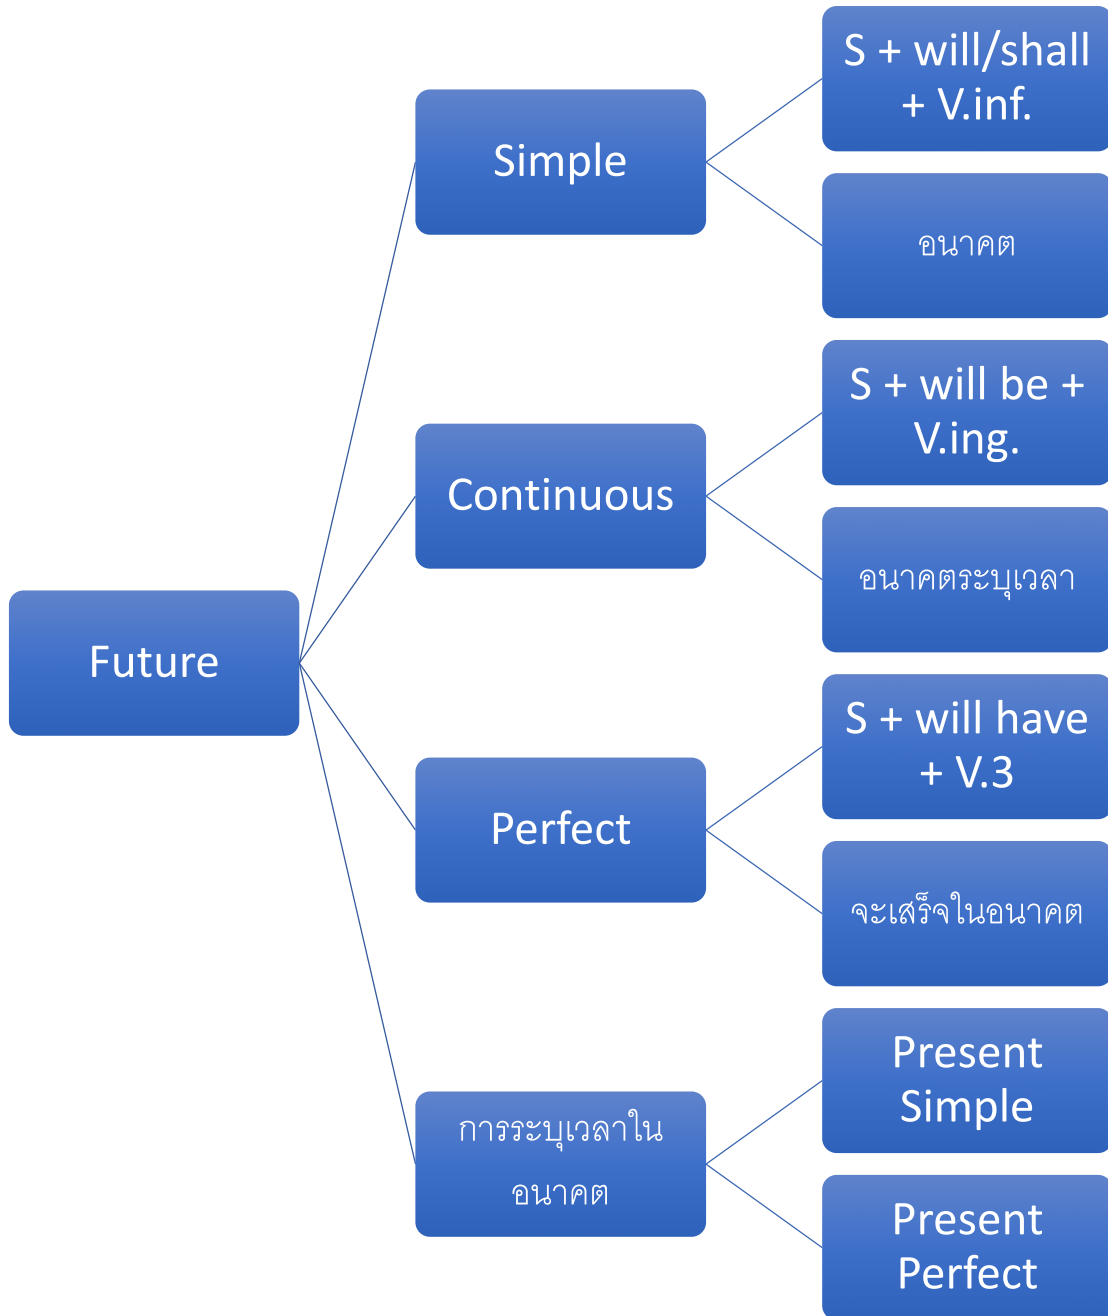 Future
Simple
S + will/shall
+ V.inf.
อนาคต
Continuous
S + will be +
V.ing.
อนาคตระบุเวลา
Perfect
S + will have
+ V.3
จะเสร็จในอนาคต
การระบุเวลาใน
อนาคต
Present
Simple
Present
Perfect